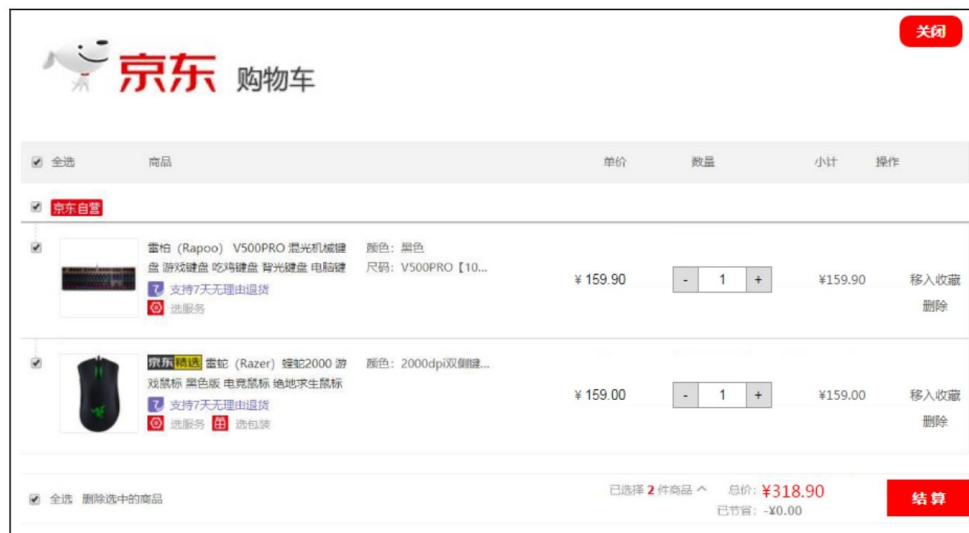 关闭
京东 购物车
全选 商品 单价 数量 小计 操作
京东自营
雷柏（Rapoo） V500PRO 混光机械键 颜色：黑色
盘 游戏键盘 吃鸡键盘 背光键盘 电脑键 尺码：V500PRO【10...
¥ 159.90 - 1 + ¥159.90 移入收藏
7 支持7天无理由退货
选服务 删除
京东精选 雷蛇（Razer）蝰蛇2000 游 颜色：2000dpi双侧键...
戏鼠标 黑色版 电竞鼠标 绝地求生鼠标
¥ 159.00 - 1 + ¥159.00 移入收藏
7 支持7天无理由退货
选服务 选包装 删除
全选 删除选中的商品 已选择 2 件商品 总价：¥318.90 结 算
已节省：-¥0.00